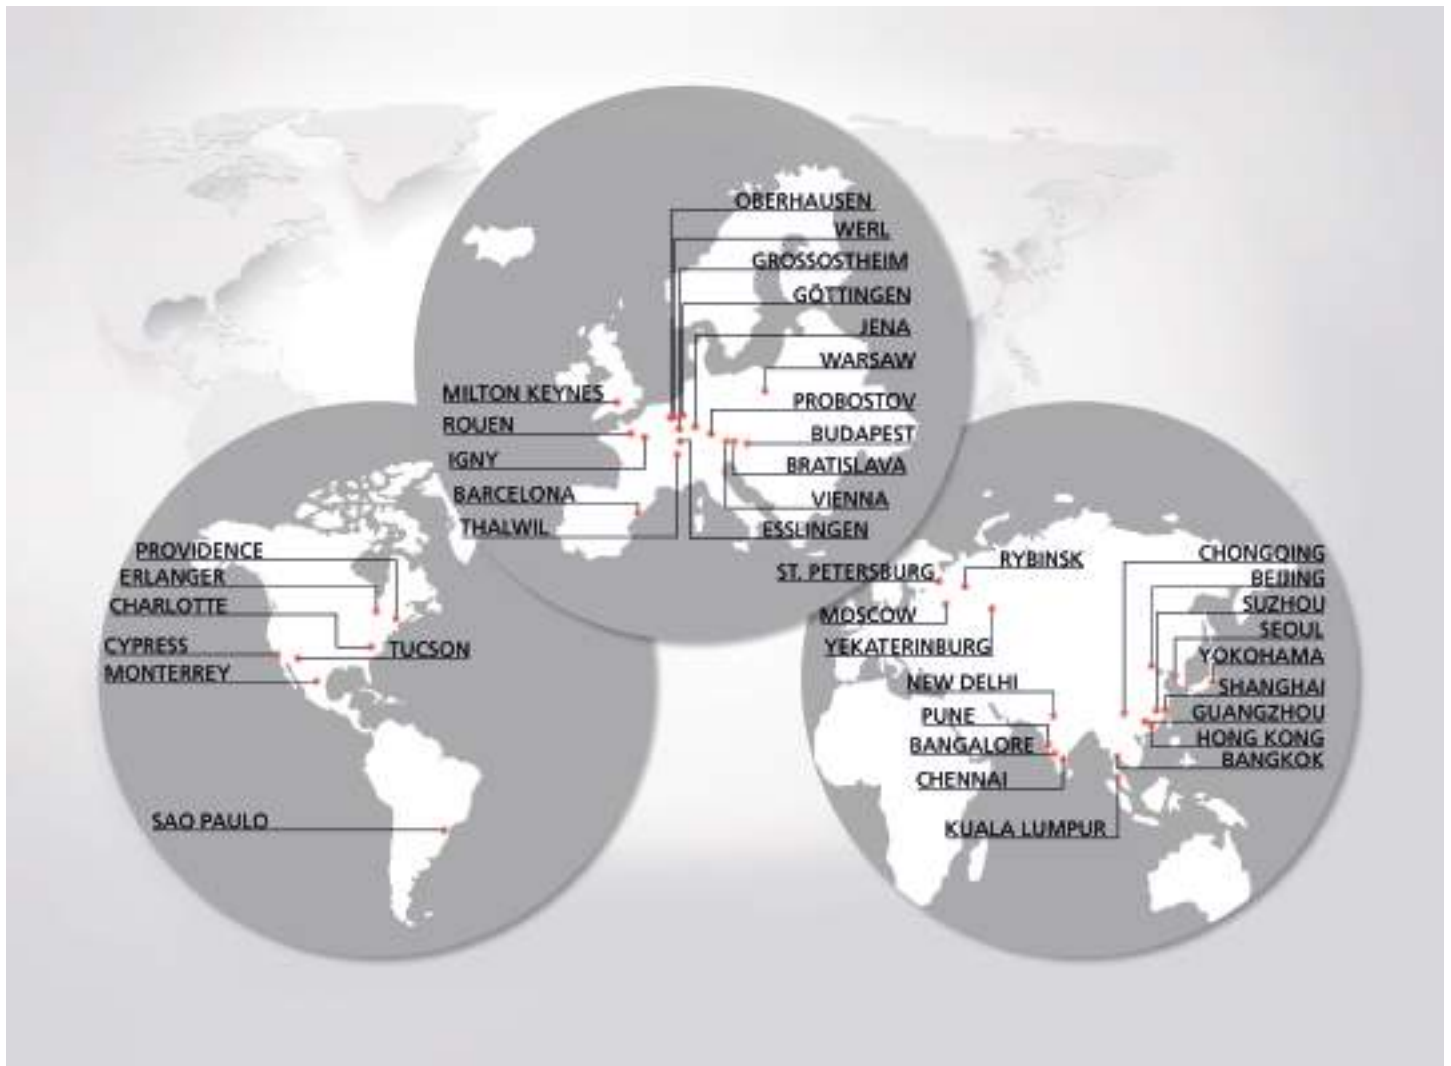 OBERHAUSEN
WERL
GROSSOSTHEIM
GÖTTINGEN
JENA
WARSAW
MILTON KEYNES
PROBOSTOV
ROUEN
BUDAPEST
IGNY
BRATISLAVA
BARCELONA
VIENNA
THALWIL
ESSLINGEN
PROVIDENCE
ERLANGER
CHARLOTTE
CYPRESS
TUCSON
MONTERREY
SAO PAULO
ST. PETERSBURG
RYBINSK
MOSCOW
YEKATERINBURG
NEW DELHI
PUNE
BANGALORE
CHENNAI
KUALA LUMPUR
CHONGQING
BEIJING
SUZHOU
SEOUL
YOKOHAMA
SHANGHAI
GUANGZHOU
HONG KONG
BANGKOK